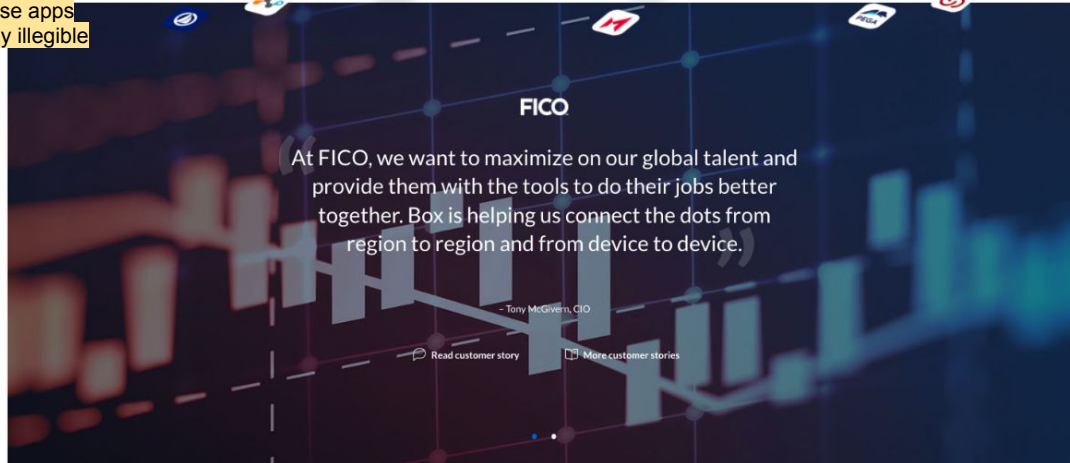 se apps
y illegible
PEGA
FICO
“At FICO, we want to maximize on our global talent and
provide them with the tools to do their jobs better
together. Box is helping us connect the dots from
region to region and from device to device.”
– Tony McGivern, CIO
Read customer story
More customer stories